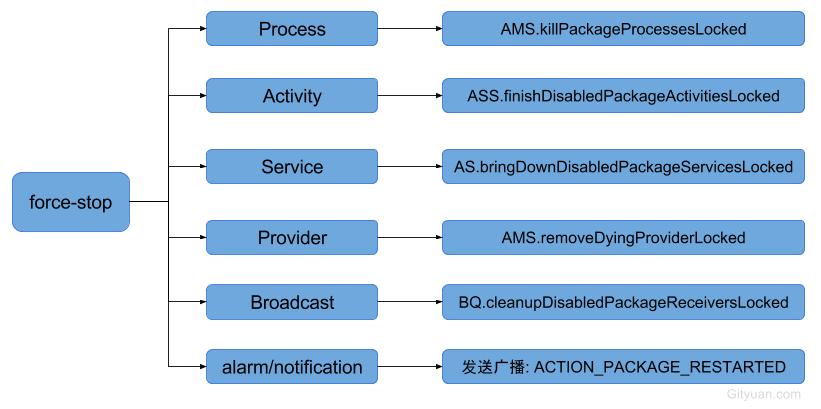 Process
AMS.killPackageProcessesLocked
Activity
ASS.finishDisabledPackageActivitiesLocked
Service
AS.bringDownDisabledPackageServicesLocked
force-stop
Provider
AMS.removeDyingProviderLocked
Broadcast
BQ.cleanupDisabledPackageReceiversLocked
alarm/notification
发送广播: ACTION_PACKAGE_RESTARTED
Gityuan.com